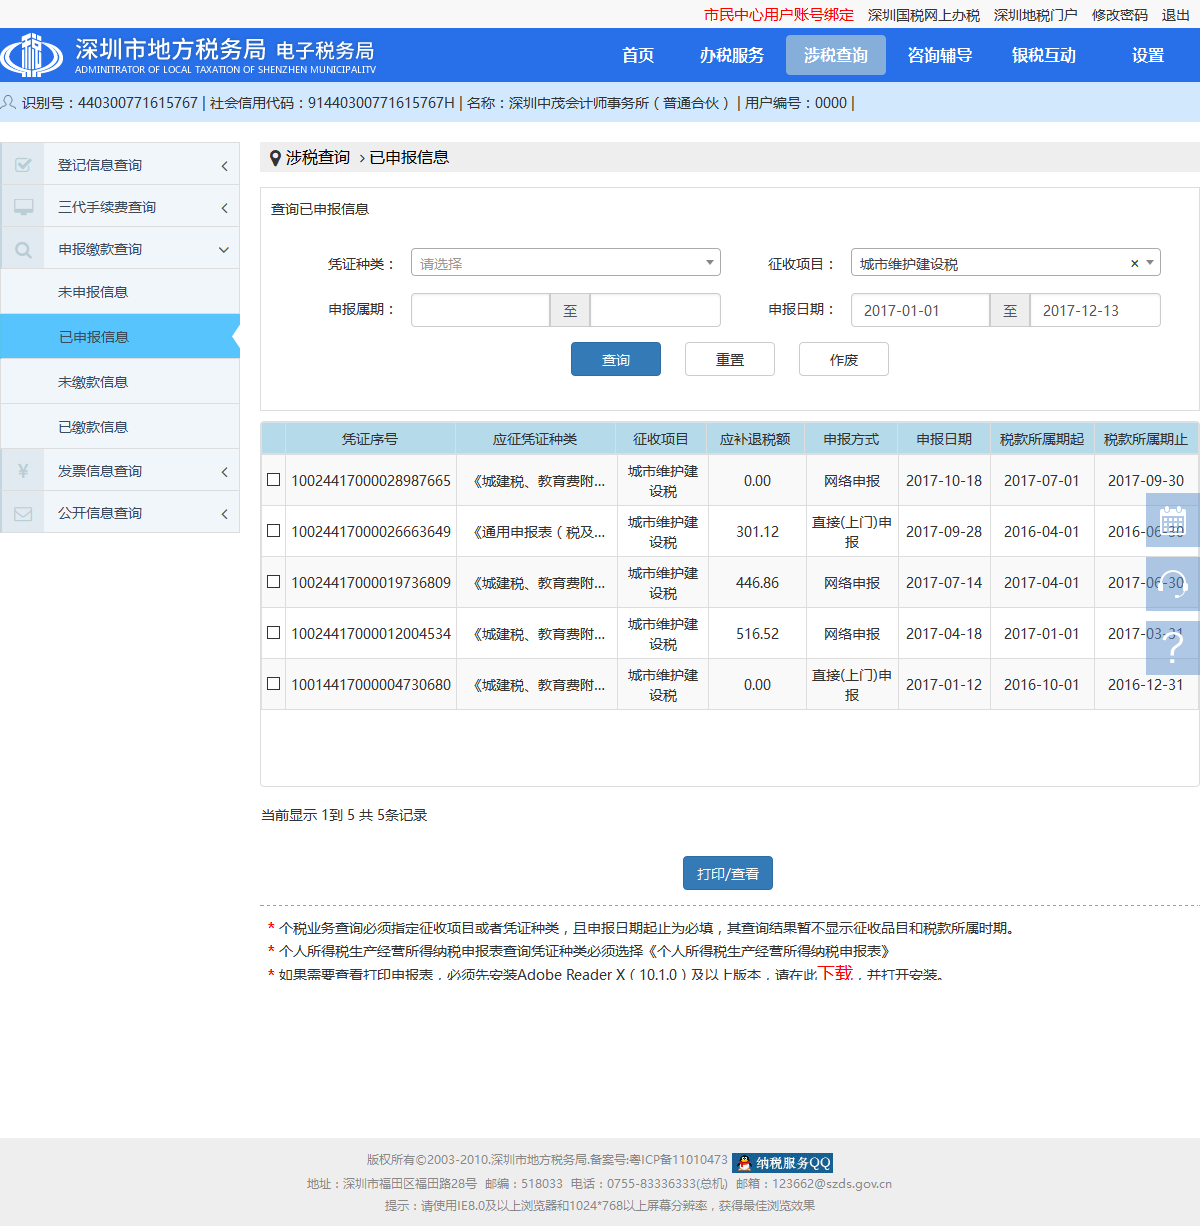 市民中心用户账号绑定 深圳国税网上办税 深圳地税门户 修改密码 退出
深圳市地方税务局 电子税务局
ADMINITRATOR OF LOCAL TAXATION OF SHENZHEN MUNICIPALITV
首页 办税服务 涉税查询 咨询辅导 银税互动 设置
识别号：440300771615767 | 社会信用代码：91440300771615767H | 名称：深圳中茂会计师事务所（普通合伙） | 用户编号：0000 |
登记信息查询
三代手续费查询
申报缴款查询
未申报信息
已申报信息
未缴款信息
已缴款信息
发票信息查询
公开信息查询
涉税查询 › 已申报信息
查询已申报信息
凭证种类： 请选择 征收项目： 城市维护建设税 ×
申报属期： 至 申报日期： 2017-01-01 至 2017-12-13
查询 重置 作废
凭证序号 应征凭证种类 征收项目 应补退税额 申报方式 申报日期 税款所属期起 税款所属期止
10024417000028987665 《城建税、教育费附... 城市维护建设税 0.00 网络申报 2017-10-18 2017-07-01 2017-09-30
10024417000026663649 《通用申报表（税及... 城市维护建设税 301.12 直接(上门)申报 2017-09-28 2016-04-01 2016-06-30
10024417000019736809 《城建税、教育费附... 城市维护建设税 446.86 网络申报 2017-07-14 2017-04-01 2017-06-30
10024417000012004534 《城建税、教育费附... 城市维护建设税 516.52 网络申报 2017-04-18 2017-01-01 2017-03-31
10014417000004730680 《城建税、教育费附... 城市维护建设税 0.00 直接(上门)申报 2017-01-12 2016-10-01 2016-12-31
当前显示 1到 5 共 5条记录
打印/查看
* 个税业务查询必须指定征收项目或者凭证种类，且申报日期起止为必填，其查询结果暂不显示征收品目和税款所属时期。
* 个人所得税生产经营所得纳税申报表查询凭证种类必须选择《个人所得税生产经营所得纳税申报表》
* 如果需要查看打印申报表，必须先安装Adobe Reader X（10.1.0）及以上版本，请在此下载，并打开安装。
版权所有©2003-2010.深圳市地方税务局.备案号:粤ICP备11010473 纳税服务QQ
地址：深圳市福田区福田路28号 邮编：518033 电话：0755-83336333(总机) 邮箱：123662@szds.gov.cn
提示：请使用IE8.0及以上浏览器和1024*768以上屏幕分辨率，获得最佳浏览效果